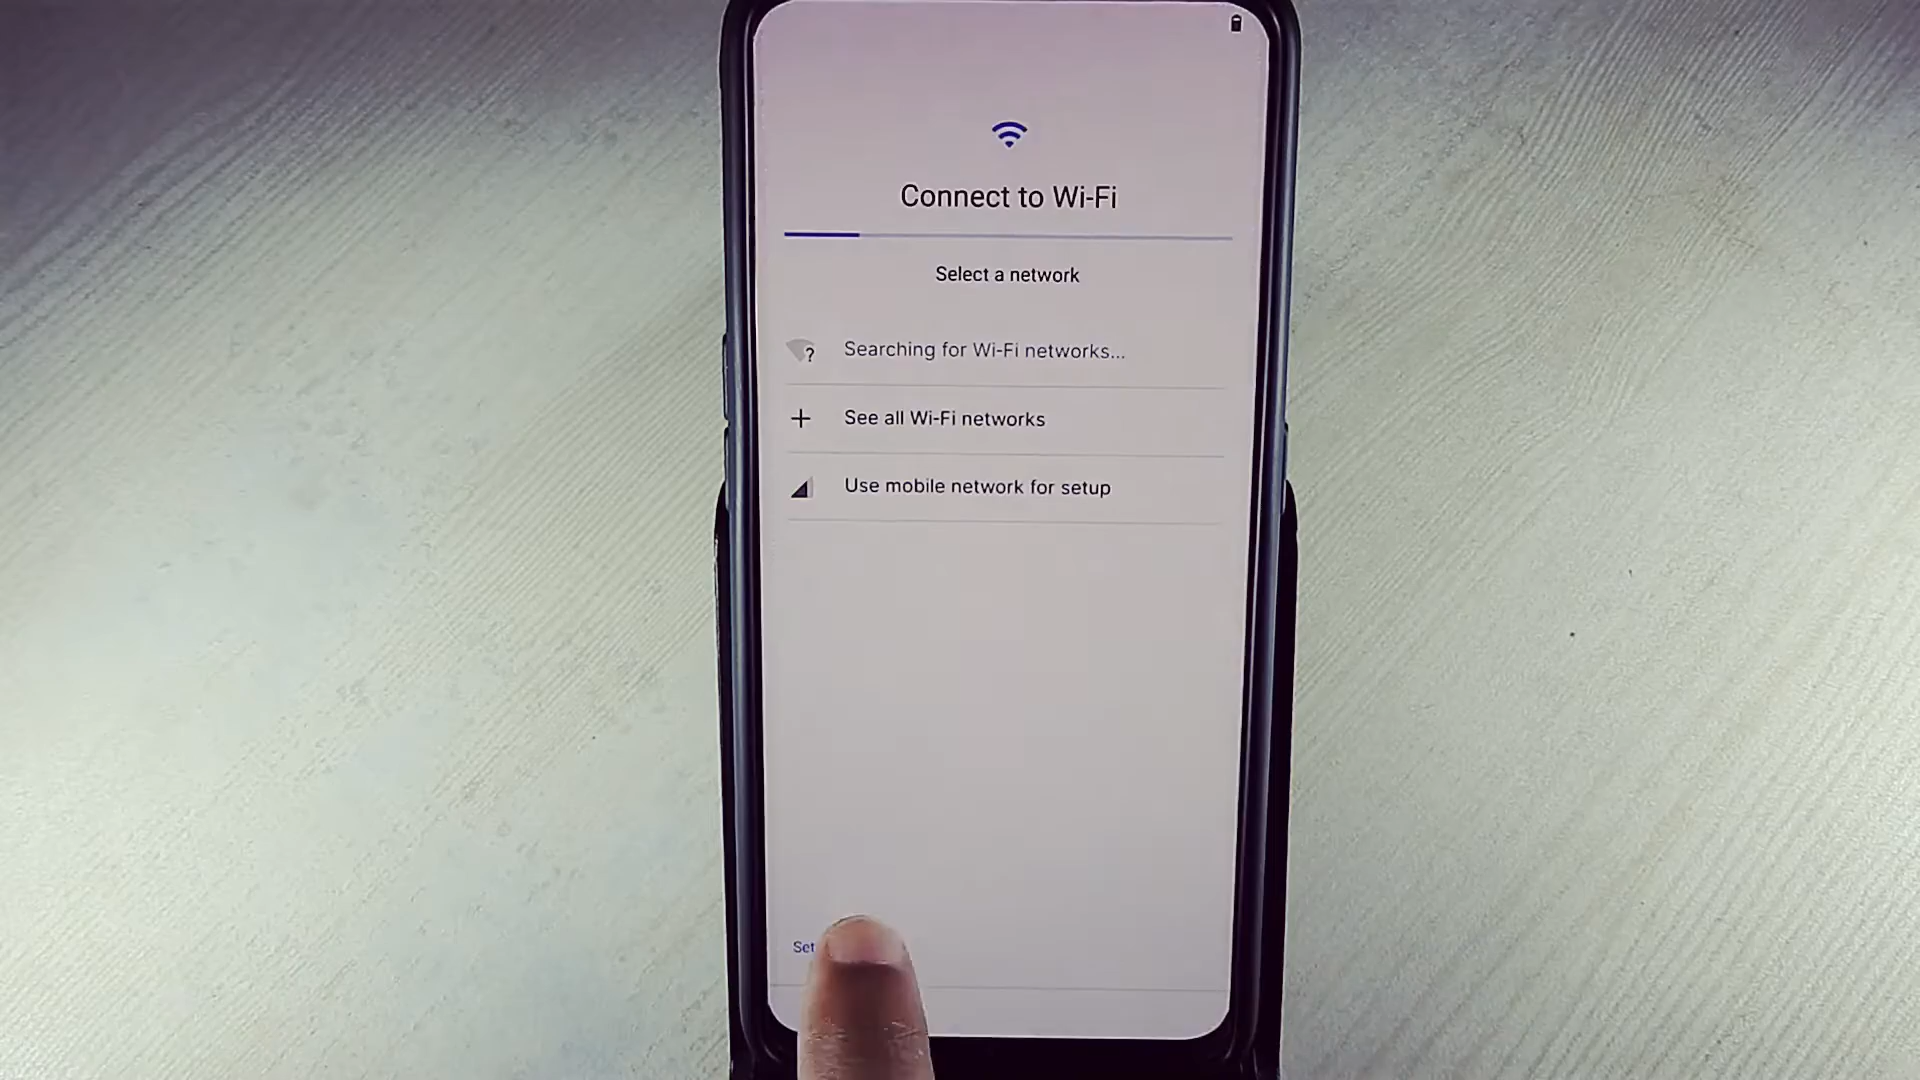 Connect to Wi-Fi
Select a network
Searching for Wi-Fi networks...
See all Wi-Fi networks
Use mobile network for setup
Set